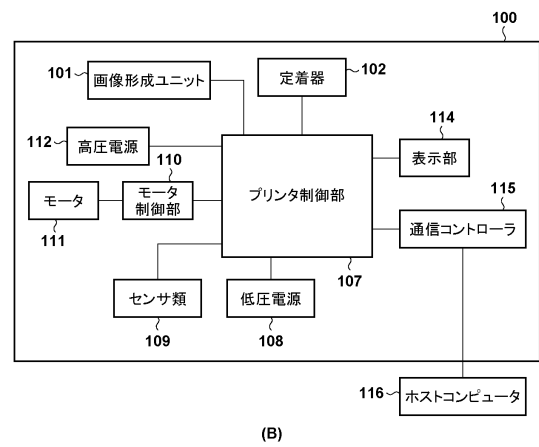 100
101
画像形成ユニット
定着器
102
112
高圧電源
110
114
表示部
モータ
111
モータ
制御部
プリンタ制御部
115
通信コントローラ
107
センサ類
109
低圧電源
108
116
ホストコンピュータ
(B)